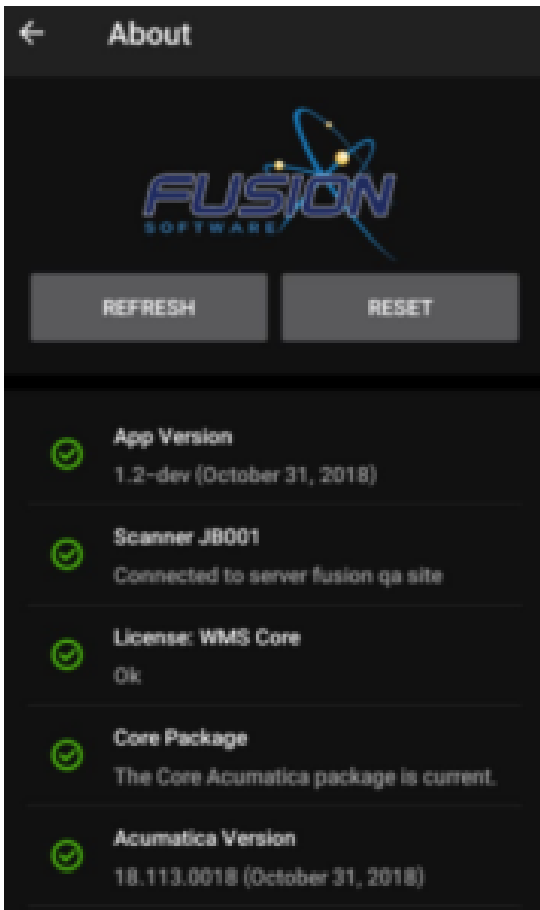 About
FUSION
SOFTWARE
REFRESH
RESET
App Version
1.2-dev (October 31, 2018)
Scanner JB001
Connected to server fusion qa site
License: WMS Core
Ok
Core Package
The Core Acumatica package is current.
Acumatica Version
18.113.0018 (October 31, 2018)